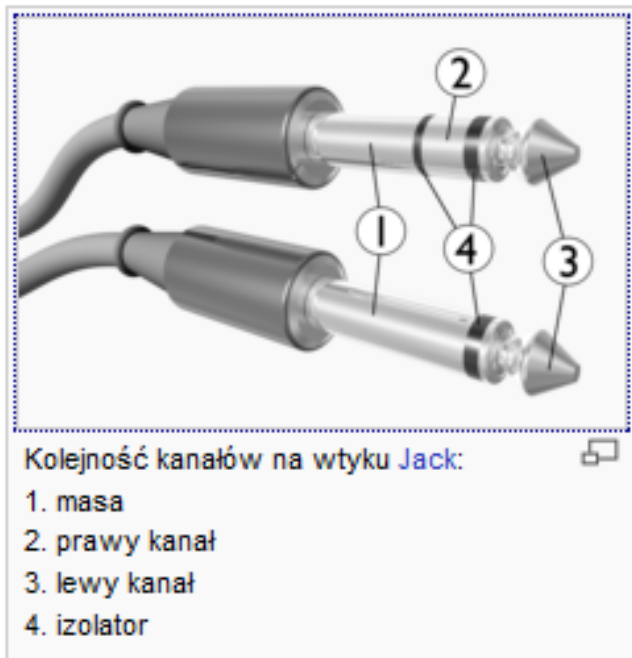 2
1
4
3
Kolejność kanałów na wtyku Jack:
1. masa
2. prawy kanał
3. lewy kanał
4. izolator